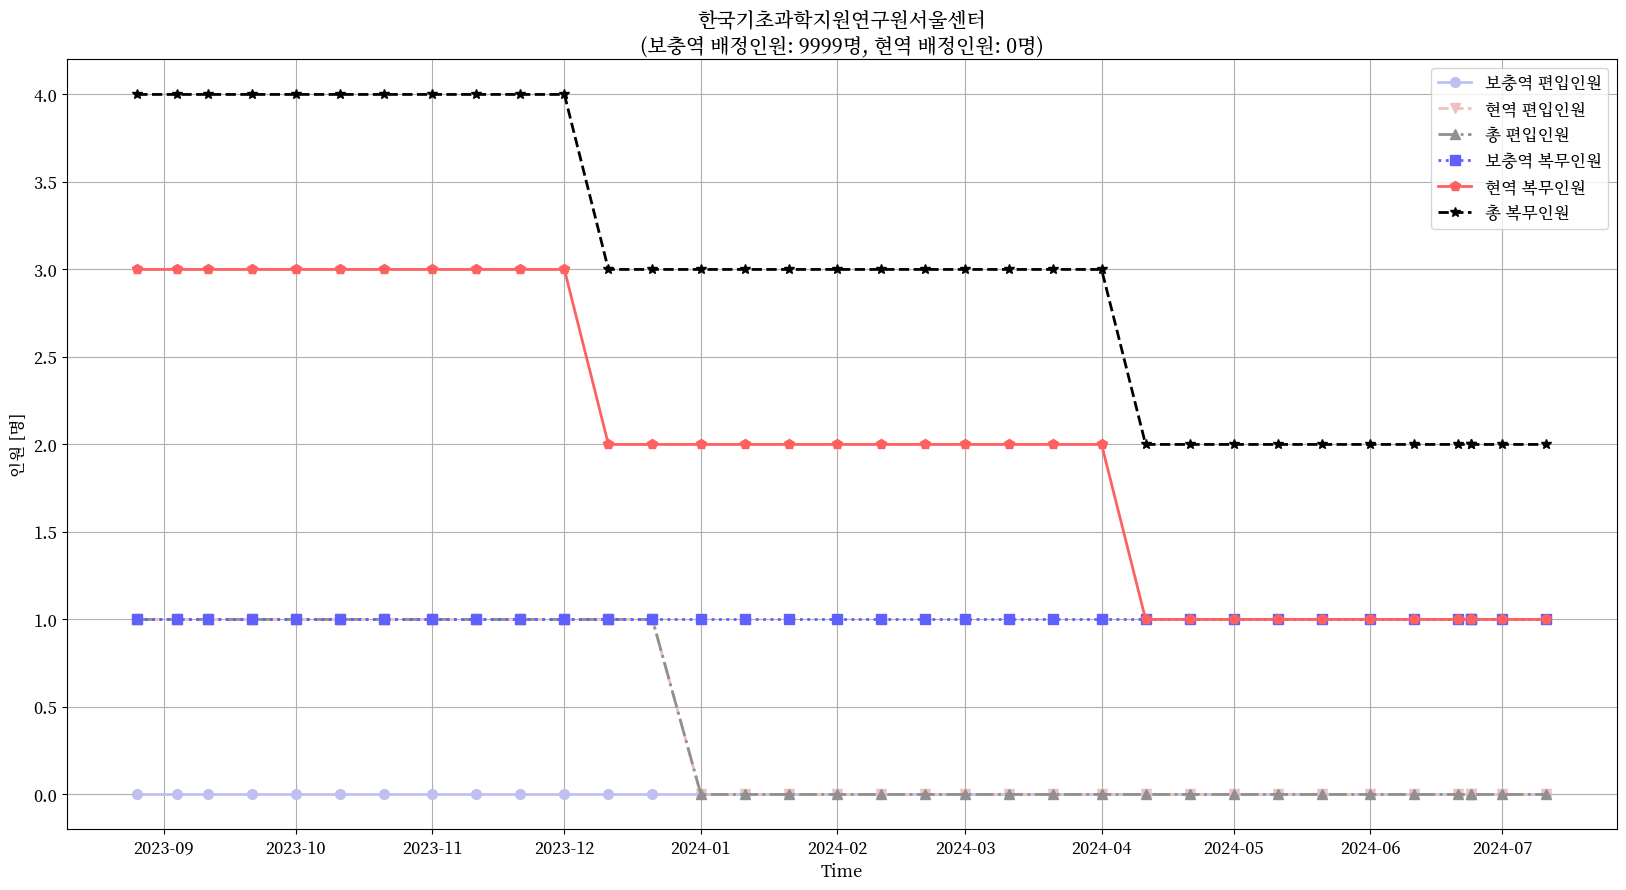 한국기초과학지원연구원서울센터
(보충역 배정인원: 9999명, 현역 배정인원: 0명)
보충역 편입인원
현역 편입인원
총 편입인원
보충역 복무인원
현역 복무인원
총 복무인원
인원 [명]
4.0
3.5
3.0
2.5
2.0
1.5
1.0
0.5
0.0
2023-09
2023-10
2023-11
2023-12
2024-01
2024-02
2024-03
2024-04
2024-05
2024-06
2024-07
Time